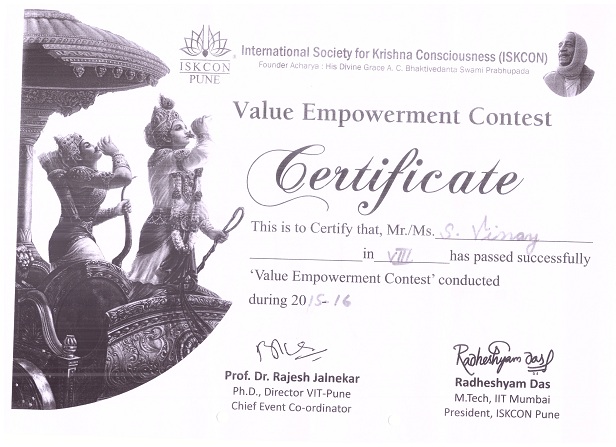 ISKCON
PUNE
International Society for Krishna Consciousness (ISKCON)
Founder Acharya : His Divine Grace A. C. Bhaktivedanta Swami Prabhupada
Value Empowerment Contest
Certificate
This is to Certify that, Mr./Ms. S. Vinay
in VIII has passed successfully
‘Value Empowerment Contest’ conducted
during 2015-16
Radheshyam Das
Prof. Dr. Rajesh Jalnekar
Ph.D., Director VIT-Pune
Chief Event Co-ordinator
Radheshyam Das
M.Tech, IIT Mumbai
President, ISKCON Pune